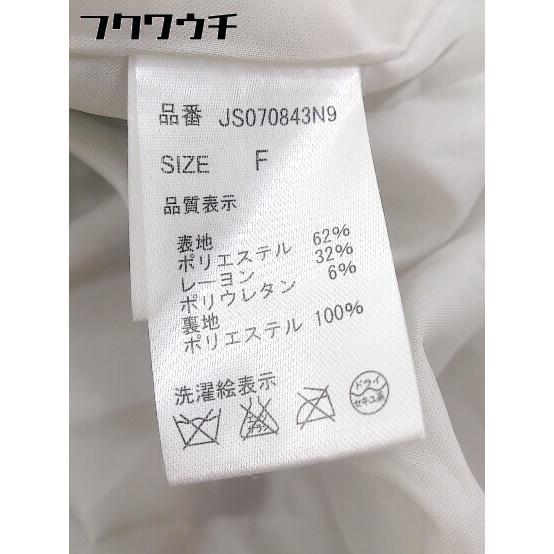 フクワウチ
品番 JS070843N9
SIZE F
品質表示
表地
ポリエステル 62%
レーヨン 32%
ポリウレタン 6%
裏地
ポリエステル 100%
洗濯絵表示
ドライ
セキユ系